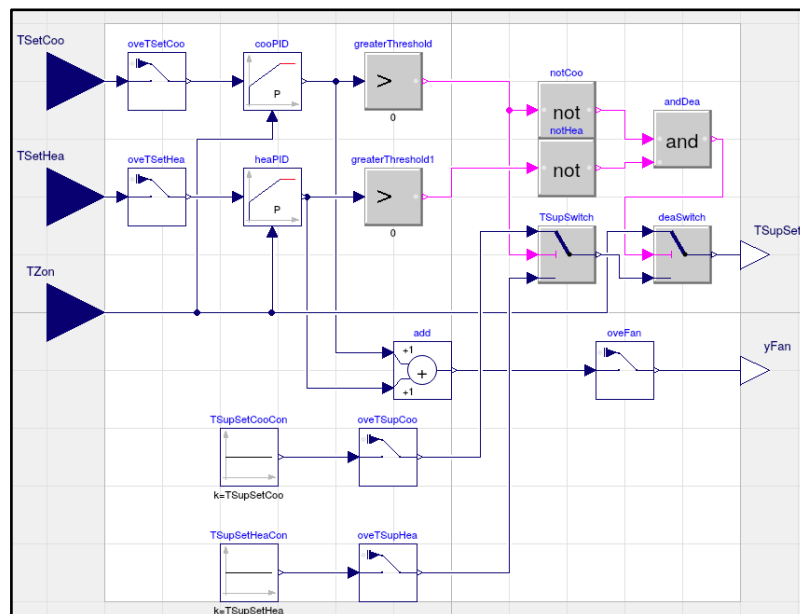 TSetCoo
oveTSetCoo
cooPID
P
greaterThreshold
>
0
notCoo
not
andDea
and
TSetHea
oveTSetHea
heaPID
P
greaterThreshold1
>
0
notHea
not
TSupSwitch
deaSwitch
TSupSet
TZon
add
+1
+
+1
oveFan
yFan
TSupSetCooCon
k=TSupSetCoo
oveTSupCoo
TSupSetHeaCon
k=TSupSetHea
oveTSupHea